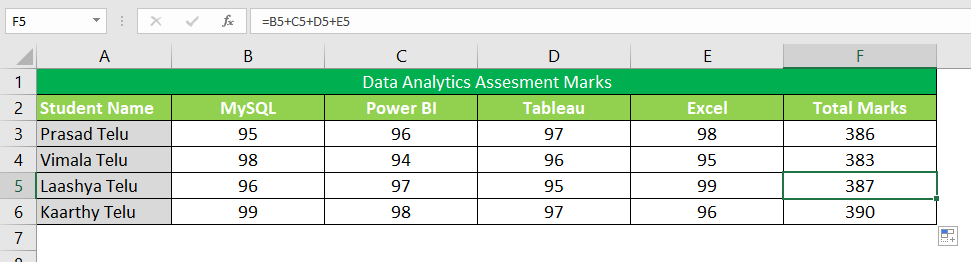 F5 fx =B5+C5+D5+E5
A B C D E F
1 Data Analytics Assesment Marks
2 Student Name MySQL Power BI Tableau Excel Total Marks
3 Prasad Telu 95 96 97 98 386
4 Vimala Telu 98 94 96 95 383
5 Laashya Telu 96 97 95 99 387
6 Kaarthy Telu 99 98 97 96 390
7